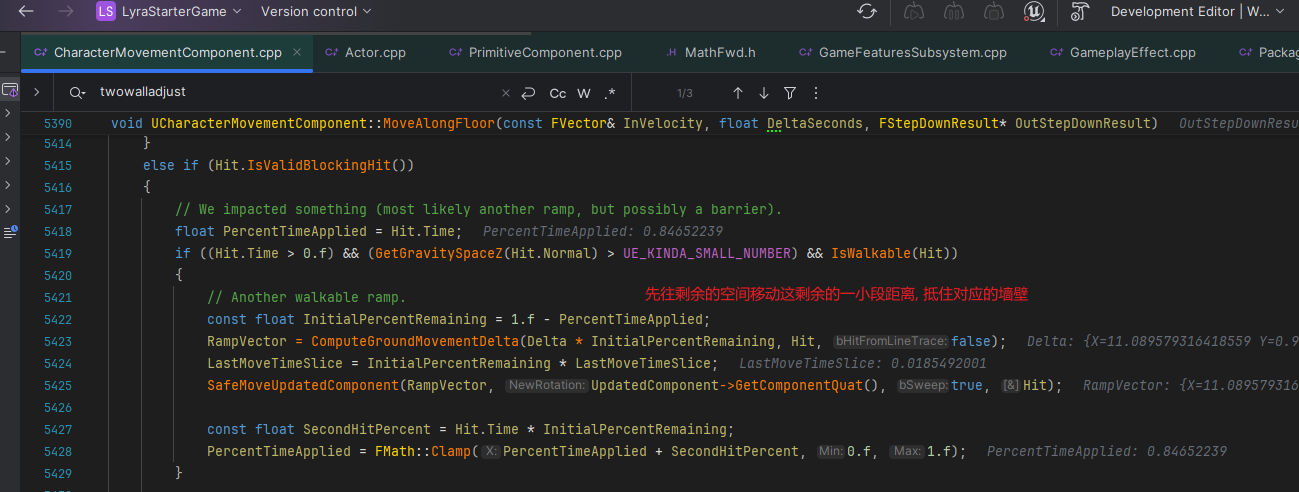 LS LyraStarterGame Version control Development Editor | W...
CharacterMovementComponent.cpp Actor.cpp PrimitiveComponent.cpp MathFwd.h GameFeaturesSubsystem.cpp GameplayEffect.cpp Packag
twowalladjust Cc W .* 1/3
5390 void UCharacterMovementComponent::MoveAlongFloor(const FVector& InVelocity, float DeltaSeconds, FStepDownResult* OutStepDownResult) OutStepDownResu
5414 }
5415 else if (Hit.IsValidBlockingHit())
5416 {
5417 // We impacted something (most likely another ramp, but possibly a barrier).
5418 float PercentTimeApplied = Hit.Time; PercentTimeApplied: 0.84652239
5419 if ((Hit.Time > 0.f) && (GetGravitySpaceZ(Hit.Normal) > UE_KINDA_SMALL_NUMBER) && IsWalkable(Hit))
5420 {
5421 // Another walkable ramp. 先往剩余的空间移动这剩余的一小段距离, 抵住对应的墙壁
5422 const float InitialPercentRemaining = 1.f - PercentTimeApplied;
5423 RampVector = ComputeGroundMovementDelta(Delta * InitialPercentRemaining, Hit, bHitFromLineTrace: false); Delta: {X=11.089579316418559 Y=0.9
5424 LastMoveTimeSlice = InitialPercentRemaining * LastMoveTimeSlice; LastMoveTimeSlice: 0.0185492001
5425 SafeMoveUpdatedComponent(RampVector, NewRotation: UpdatedComponent->GetComponentQuat(), bSweep: true, [&] Hit); RampVector: {X=11.089579316
5426
5427 const float SecondHitPercent = Hit.Time * InitialPercentRemaining;
5428 PercentTimeApplied = FMath::Clamp( X: PercentTimeApplied + SecondHitPercent, Min: 0.f, Max: 1.f); PercentTimeApplied: 0.84652239
5429 }